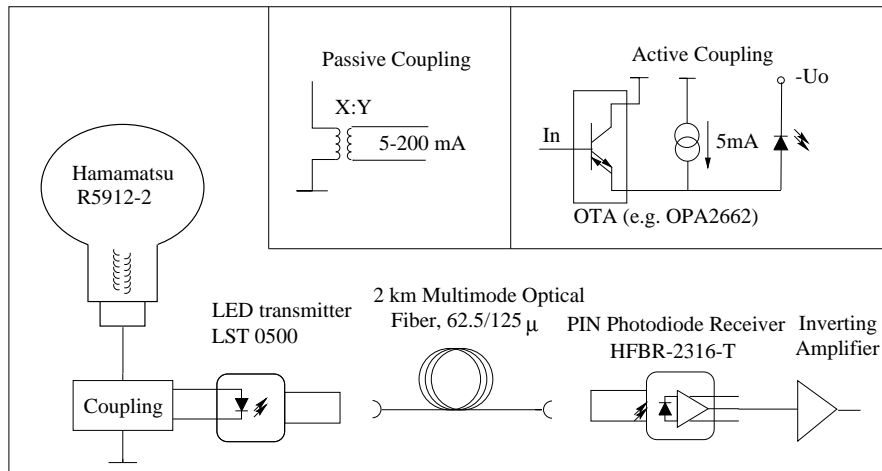 Passive Coupling
X:Y
5-200 mA
Active Coupling
-Uo
In
5mA
OTA (e.g. OPA2662)
Hamamatsu
R5912-2
LED transmitter
LST 0500
2 km Multimode Optical
Fiber, 62.5/125 μ
PIN Photodiode Receiver
HFBR-2316-T
Inverting
Amplifier
Coupling